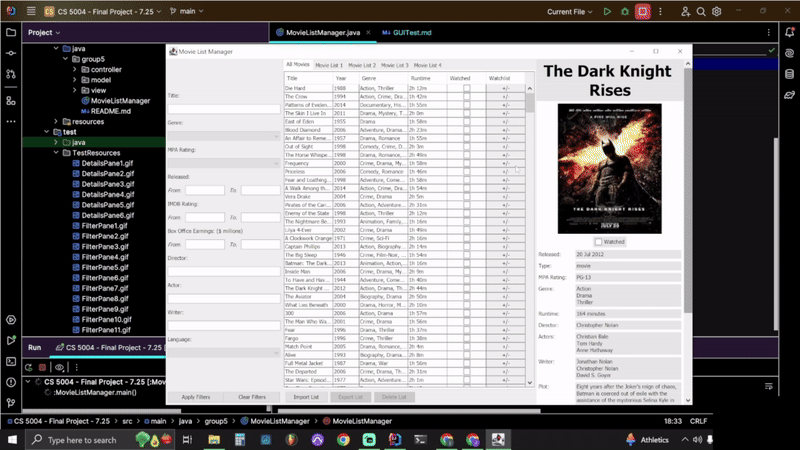 CS 5004 - Final Project - 7.25
main
Current File
Project
MovieListManager.java
GUITest.md
java
group5
controller
model
view
MovieListManager
README.md
resources
test
java
TestResources
DetailsPane1.gif
DetailsPane2.gif
DetailsPane3.gif
DetailsPane4.gif
DetailsPane5.gif
DetailsPane6.gif
FilterPane1.gif
FilterPane2.gif
FilterPane3.gif
FilterPane4.gif
FilterPane5.gif
FilterPane6.gif
FilterPane7.gif
FilterPane8.gif
FilterPane9.gif
FilterPane10.gif
FilterPane11.gif
Movie List Manager
Title:
Genre:
MPA Rating:
Released:
From To
IMDB Rating:
From To
Box Office Earnings: ($ millions)
From To
Director:
Actor:
Writer:
Language:
Apply Filters Clear Filters
All Movies Movie List 1 Movie List 2 Movie List 3 Movie List 4
Title Year Genre Runtime Watched Watchlist
Die Hard 1988 Action, Thriller 2h 12m +/-
The Crow 1994 Action, Crime, Dra... 1h 42m +/-
Patterns of Eviden... 2014 Documentary, His... 1h 55m +/-
The Skin I Live In 2011 Drama, Mystery, T... 2h 0m +/-
East of Eden 1955 Drama 1h 58m +/-
Blood Diamond 2006 Adventure, Drama... 2h 23m +/-
An Affair to Reme... 1957 Drama, Romance 1h 55m +/-
Out of Sight 1998 Comedy, Crime, D... 2h 3m +/-
The Horse Whispe... 1998 Drama, Romance... 2h 49m +/-
Frequency 2000 Crime, Drama, My... 1h 58m +/-
Priceless 2006 Comedy, Romance 1h 46m +/-
Fear and Loathing... 1998 Adventure, Come... 1h 58m +/-
A Walk Among th... 2014 Action, Crime, Dra... 1h 54m +/-
Vera Drake 2004 Crime, Drama 2h 5m +/-
Pirates of the Cari... 2006 Action, Adventure... 2h 31m +/-
Enemy of the State 1998 Action, Thriller 2h 12m +/-
The Nightmare Be... 1993 Animation, Family... 1h 16m +/-
Lilya 4-Ever 2002 Crime, Drama 1h 49m +/-
A Clockwork Orange 1971 Crime, Sci-Fi 2h 16m +/-
Captain Phillips 2013 Action, Biography... 2h 14m +/-
The Big Sleep 1946 Crime, Film-Noir, ... 1h 54m +/-
Batman: The Dark... 2013 Animation, Action,... 1h 16m +/-
Inside Man 2006 Crime, Drama, My... 2h 9m +/-
To Have and Hav... 1944 Adventure, Come... 1h 40m +/-
The Dark Knight 2012 Action, Drama, Th... 2h 44m +/-
The Aviator 2004 Biography, Drama 2h 50m +/-
What Lies Beneath 2000 Drama, Horror, M... 2h 10m +/-
300 2006 Action, Drama 1h 57m +/-
The Man Who Wa... 2001 Crime, Drama 1h 56m +/-
Fear 1996 Drama, Thriller 1h 37m +/-
Fargo 1996 Crime, Thriller 1h 38m +/-
Match Point 2005 Drama, Romance... 2h 4m +/-
Alive 1993 Biography, Drama... 2h 0m +/-
Full Metal Jacket 1987 Drama, War 1h 56m +/-
The Departed 2006 Crime, Drama, Th... 2h 31m +/-
Star Wars: Episod... 1977 Action, Adventure... 2h 1m +/-
Import List Export List Delete List
The Dark Knight
Rises
A FIRE WILL RISE
THE DARK KNIGHT RISES
JULY 20
Watched
Released: 20 Jul 2012
Type: movie
MPA Rating: PG-13
Genre: Action
Drama
Thriller
Runtime: 164 minutes
Director: Christopher Nolan
Actors: Christian Bale
Tom Hardy
Anne Hathaway
Writer: Jonathan Nolan
Christopher Nolan
David S. Goyer
Plot: Eight years after the Joker's reign of chaos,
Batman is coerced out of exile with the
assistance of the mysterious Selina Kyle in
Run
CS 5004 - Final Project - 7.25
CS 5004 - Final Project - 7.25 [:Mov
:MovieListManager.main()
CS 5004 - Final Project - 7.25 > src > main > java > group5 > MovieListManager > MovieListManager
18:33 CRLF
Type here to search
Athletics